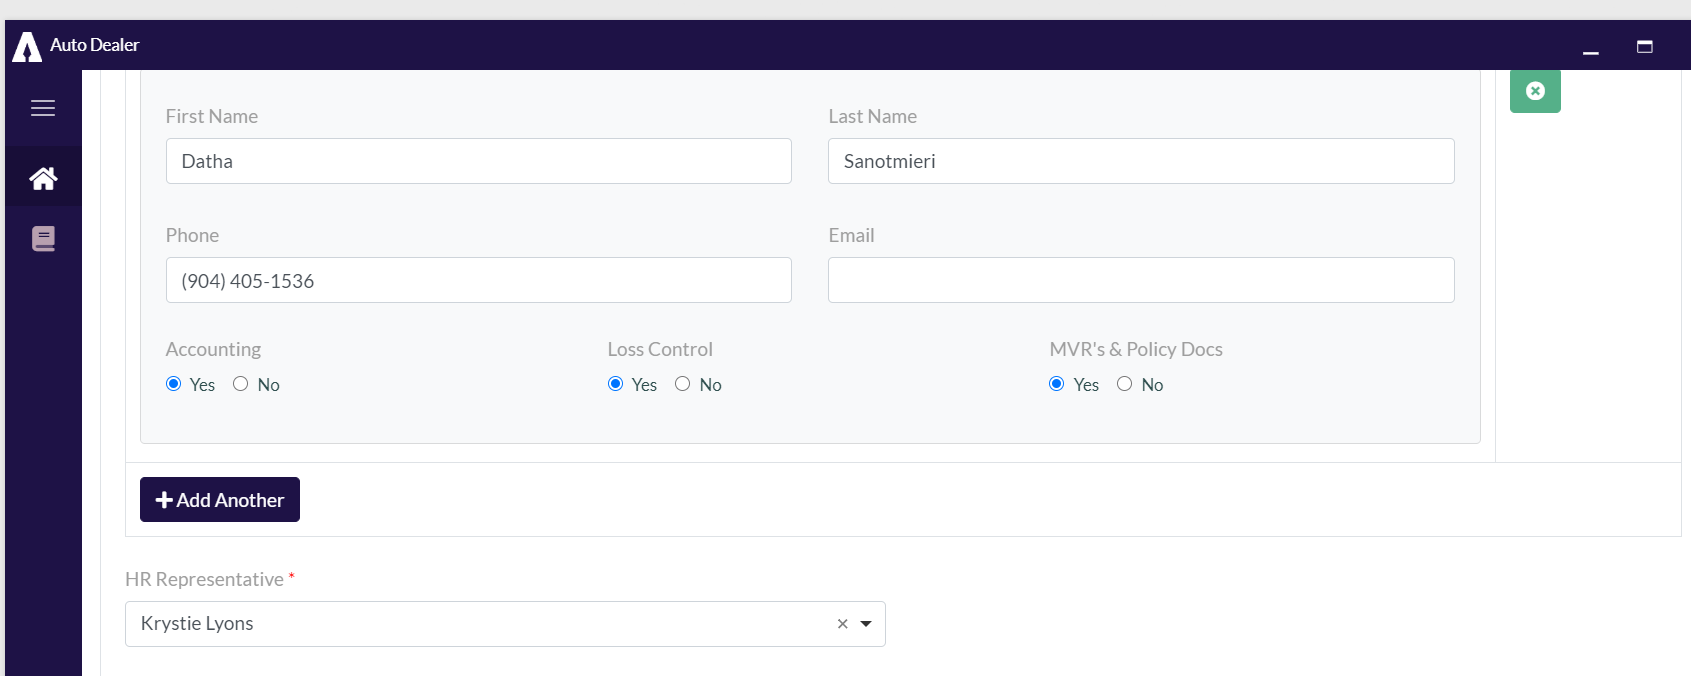 Auto Dealer
First Name Last Name
Datha Sanotmieri
Phone Email
(904) 405-1536
Accounting Loss Control MVR's & Policy Docs
Yes No Yes No Yes No
Add Another
HR Representative *
Krystie Lyons